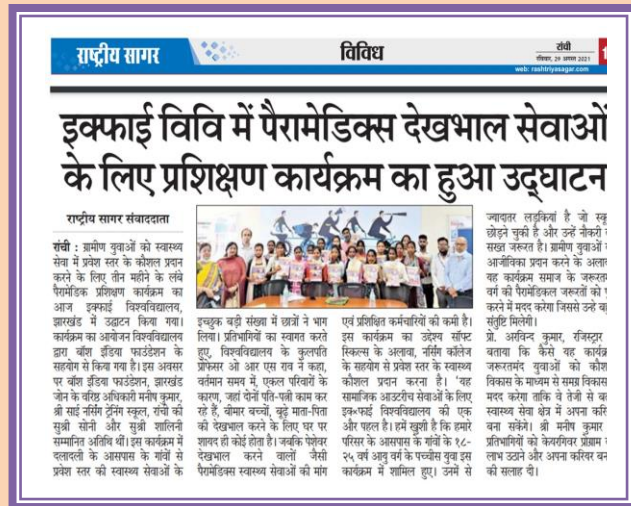 राष्ट्रीय सागर
विविध
रांची
रविवार, 29 अगस्त 2021
web: rashtriyasagar.com
इक्फाई विवि में पैरामेडिक्स देखभाल सेवाओं
के लिए प्रशिक्षण कार्यक्रम का हुआ उद्घाटन
राष्ट्रीय सागर संवाददाता
रांची : ग्रामीण युवाओं को स्वास्थ्य
सेवा में प्रवेश स्तर के कौशल प्रदान
करने के लिए तीन महीने के लंबे
पैरामेडिक प्रशिक्षण कार्यक्रम का
आज इक्फाई विश्वविद्यालय,
झारखंड में उद्घाटन किया गया।
कार्यक्रम का आयोजन विश्वविद्यालय
द्वारा बॉश इंडिया फाउंडेशन के
सहयोग से किया गया है। इस अवसर
पर बॉश इंडिया फाउंडेशन, झारखंड
जोन के वरिष्ठ अधिकारी मनीष कुमार,
श्री साई नर्सिंग ट्रेनिंग स्कूल, रांची की
सुश्री सोनी और सुश्री शालिनी
सम्मानित अतिथि थीं। इस कार्यक्रम में
दलादली के आसपास के गांवों से
प्रवेश स्तर की स्वास्थ्य सेवाओं के
इच्छुक बड़ी संख्या में छात्रों ने भाग
लिया। प्रतिभागियों का स्वागत करते
हुए, विश्वविद्यालय के कुलपति
प्रोफेसर ओ आर एस राव ने कहा,
वर्तमान समय में, एकल परिवारों के
कारण, जहां दोनों पति-पत्नी काम कर
रहे हैं, बीमार बच्चों, बूढ़े माता-पिता
की देखभाल करने के लिए घर पर
शायद ही कोई होता है। जबकि पेशेवर
देखभाल करने वालों जैसी
पैरामेडिक्स स्वास्थ्य सेवाओं की मांग
एवं प्रशिक्षित कर्मचारियों की कमी है।
इस कार्यक्रम का उद्देश्य सॉफ्ट
स्किल्स के अलावा, नर्सिंग कॉलेज
के सहयोग से प्रवेश स्तर के स्वास्थ्य
कौशल प्रदान करना है। 'यह
सामाजिक आउटरीच सेवाओं के लिए
इक्फाई विश्वविद्यालय की एक
और पहल है। हमें खुशी है कि हमारे
परिसर के आसपास के गांवों के १८-
२५ वर्ष आयु वर्ग के पच्चीस युवा इस
कार्यक्रम में शामिल हुए। उनमें से
ज्यादातर लड़कियां है जो
छोड़ने चुकी है और उन्हें नौकरी
सख्त जरूरत है। ग्रामीण युवाओं
आजीविका प्रदान करने के
यह कार्यक्रम समाज के
वर्ग की पैरामेडिकल जरूरतों को
करने में मदद करेगा जिससे उन्हें
संतुष्टि मिलेगी।
प्रो. अरविन्द कुमार, रजिस्ट्रार
बताया कि कैसे यह
जरूरतमंद युवाओं को
विकास के माध्यम से समग्र
मदद करेगा ताकि वे तेजी से
स्वास्थ्य सेवा क्षेत्र में अपना
बना सकेंगे। श्री मनीष कुमार
प्रतिभागियों को केयरगिवर प्रोग्राम
लाभ उठाने और अपना करियर
की सलाह दी।